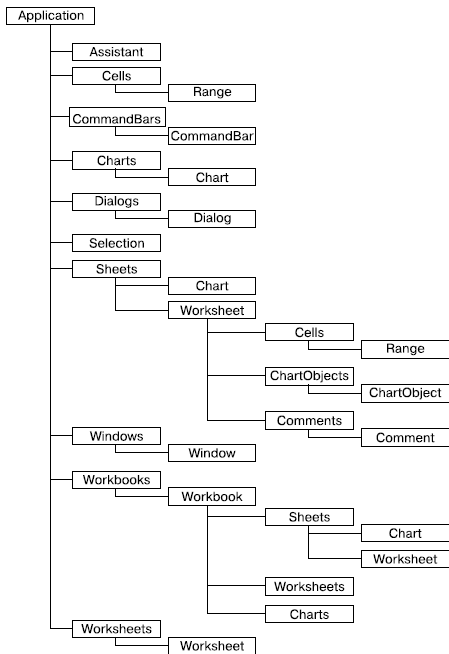 Application
Assistant
Cells
Range
CommandBars
CommandBar
Charts
Chart
Dialogs
Dialog
Selection
Sheets
Chart
Worksheet
Cells
Range
ChartObjects
ChartObject
Comments
Comment
Windows
Window
Workbooks
Workbook
Sheets
Chart
Worksheet
Worksheets
Charts
Worksheets
Worksheet